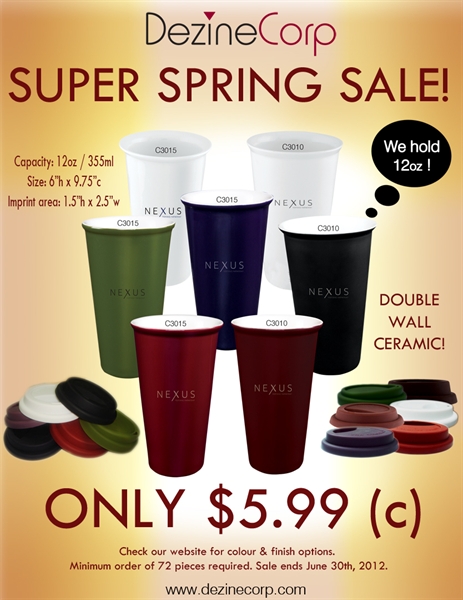 DezineCorp
SUPER SPRING SALE!
Capacity: 12oz / 355ml
Size: 6"h x 9.75"c
Imprint area: 1.5"h x 2.5"w
C3015
C3010
We hold
12oz !
NEXUS
NEXUS
C3015
C3015
C3010
NEXUS
NEXUS
NEXUS
DOUBLE
WALL
CERAMIC!
C3015
C3010
NEXUS
NEXUS
ONLY $5.99 (c)
Check our website for colour & finish options.
Minimum order of 72 pieces required. Sale ends June 30th, 2012.
www.dezinecorp.com